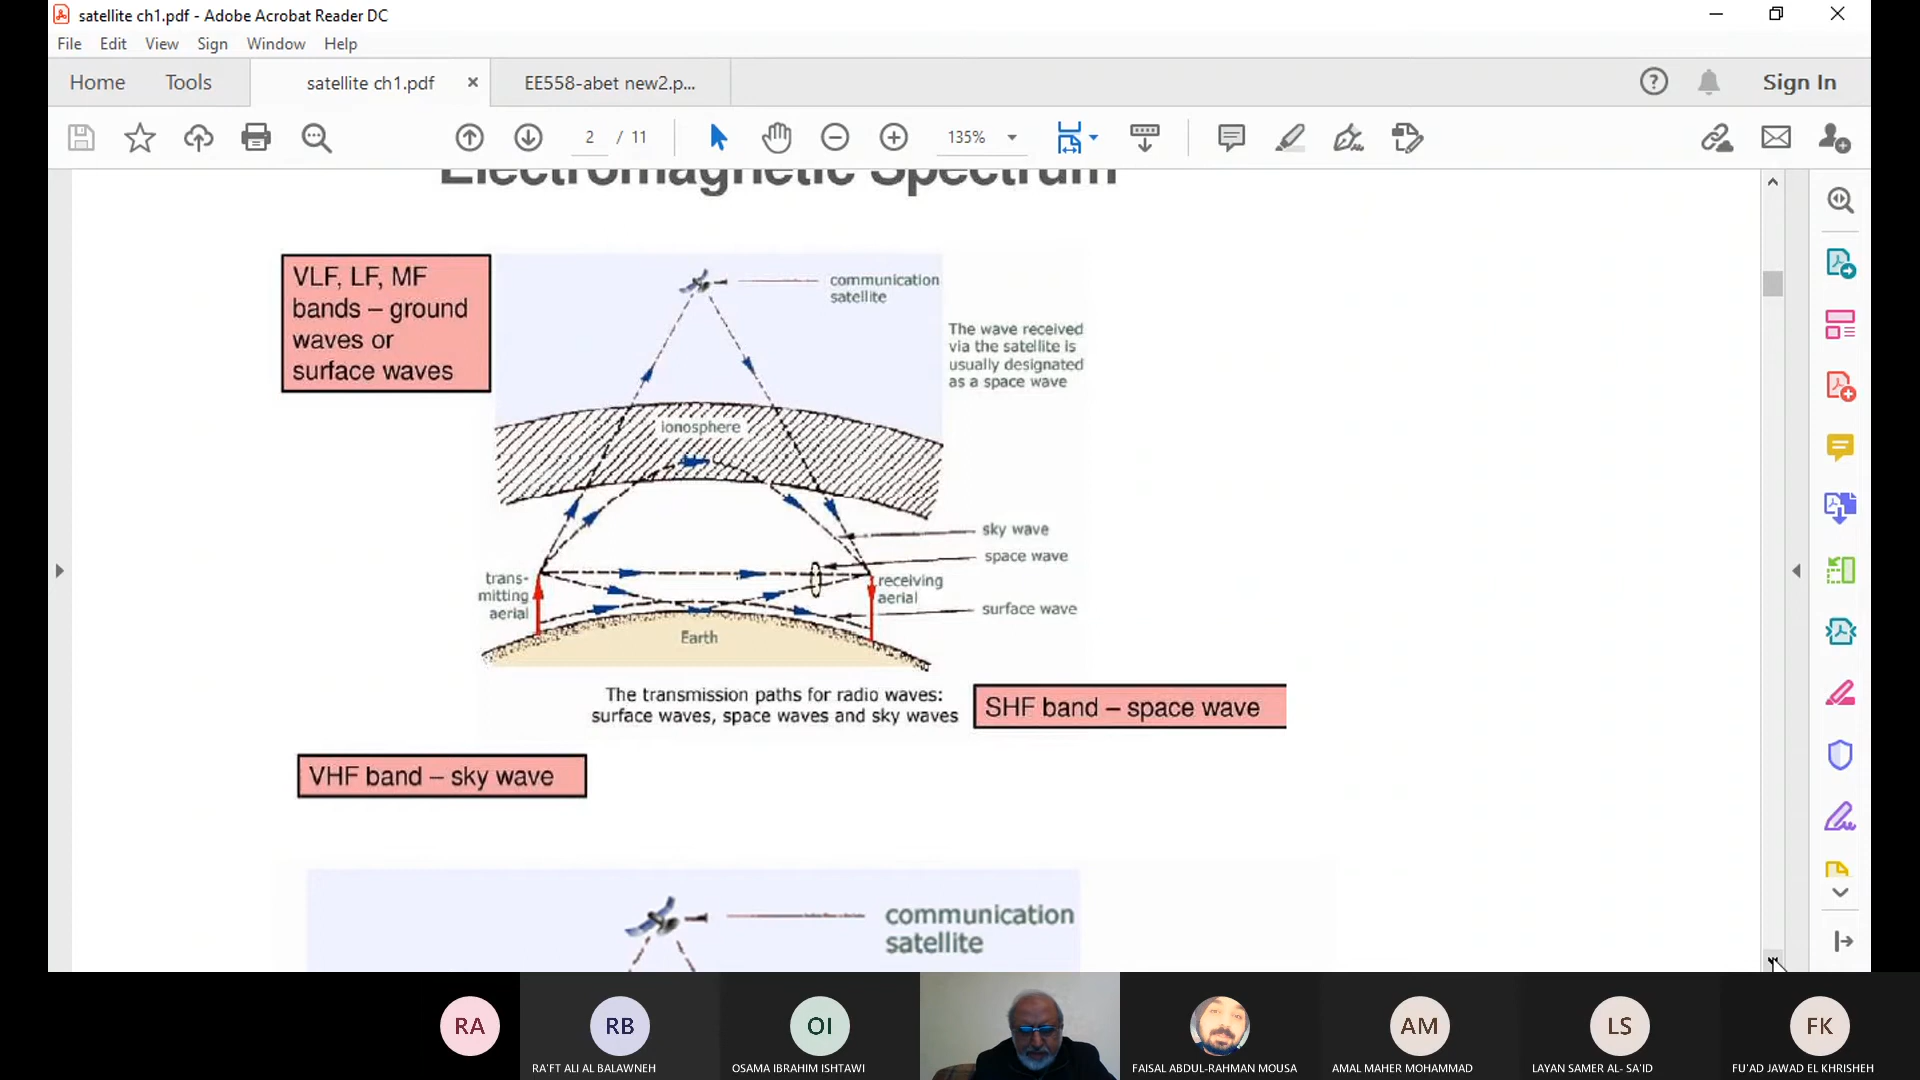 satellite ch1.pdf - Adobe Acrobat Reader DC
File Edit View Sign Window Help
Home Tools satellite ch1.pdf × EE558-abet new2.p... Sign In
2 / 11 135%
Electromagnetic Spectrum
VLF, LF, MF
bands – ground
waves or
surface waves
communication
satellite
The wave received
via the satellite is
usually designated
as a space wave
ionosphere
sky wave
space wave
trans-
mitting
aerial
receiving
aerial
surface wave
Earth
The transmission paths for radio waves:
surface waves, space waves and sky waves
SHF band – space wave
VHF band – sky wave
communication
satellite
RA RB OI AM LS FK
RA'FT ALI AL BALAWNEH OSAMA IBRAHIM ISHTAWI FAISAL ABDUL-RAHMAN MOUSA AMAL MAHER MOHAMMAD LAYAN SAMER AL- SA'ID FU'AD JAWAD EL KHRISHEH